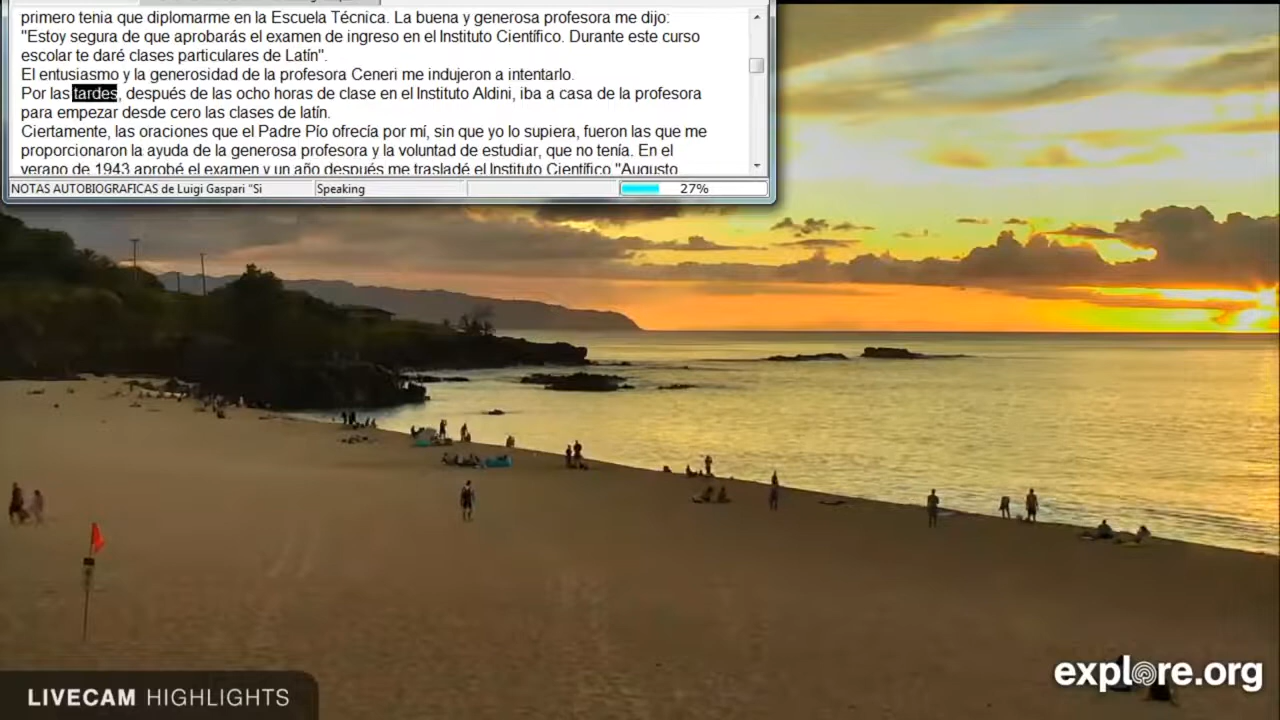 primero tenia que diplomarme en la Escuela Técnica. La buena y generosa profesora me dijo:
"Estoy segura de que aprobarás el examen de ingreso en el Instituto Científico. Durante este curso
escolar te daré clases particulares de Latín".
El entusiasmo y la generosidad de la profesora Ceneri me indujeron a intentarlo.
Por las tardes, después de las ocho horas de clase en el Instituto Aldini, iba a casa de la profesora
para empezar desde cero las clases de latín.
Ciertamente, las oraciones que el Padre Pío ofrecía por mí, sin que yo lo supiera, fueron las que me
proporcionaron la ayuda de la generosa profesora y la voluntad de estudiar, que no tenía. En el
verano de 1943 aprobé el examen y un año después me trasladé el Instituto Científico "Augusto
NOTAS AUTOBIOGRAFICAS de Luigi Gaspari "Si
Speaking
27%
explore.org
LIVECAM HIGHLIGHTS